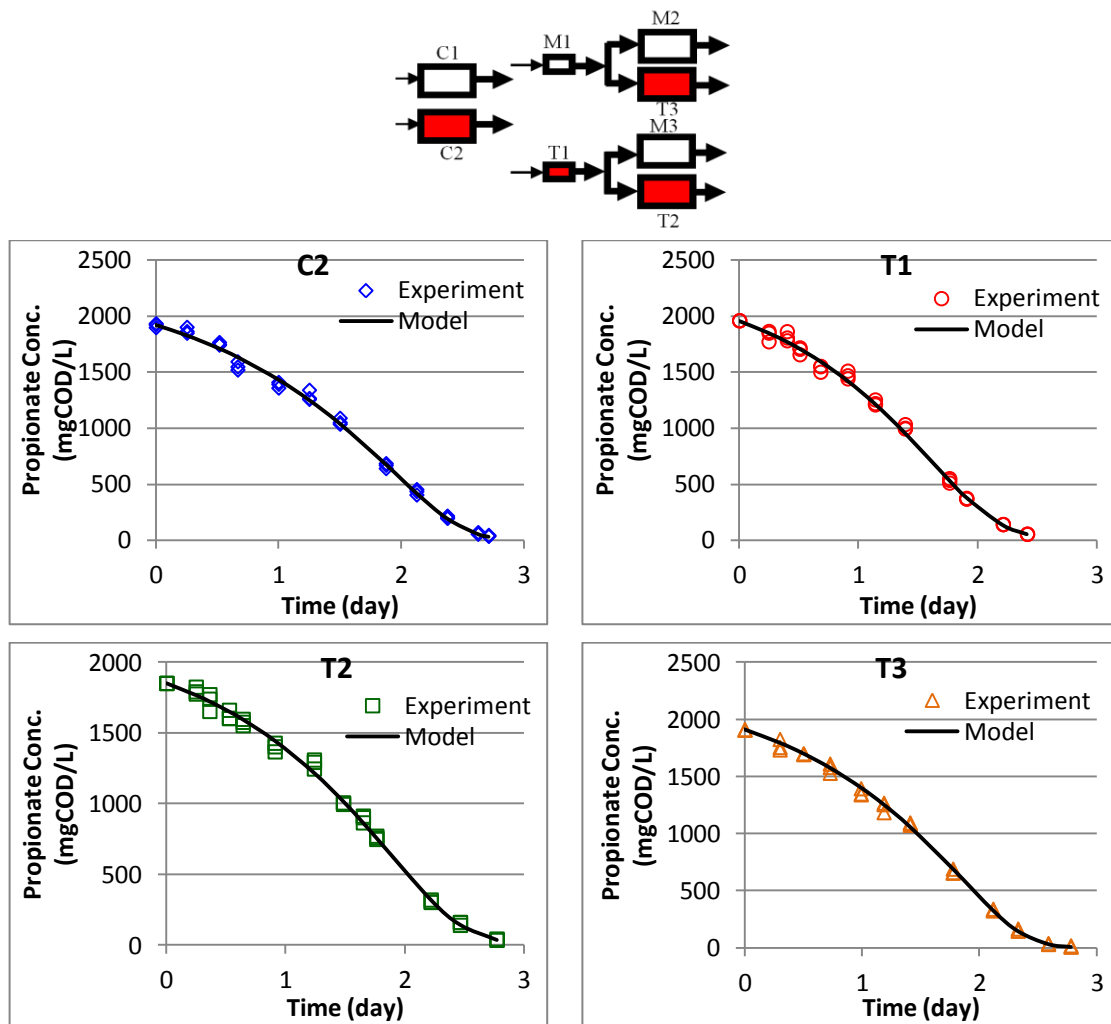 M2
C1
M1
T3
M3
C2
T1
T2
C2
2500
2000
1500
1000
500
0
Propionate Conc.
(mgCOD/L)
Experiment
Model
0 1 2 3
Time (day)
T1
2500
2000
1500
1000
500
0
Propionate Conc.
(mgCOD/L)
Experiment
Model
0 1 2 3
Time (day)
T2
2000
1500
1000
500
0
Propionate Conc.
(mgCOD/L)
Experiment
Model
0 1 2 3
Time (day)
T3
2500
2000
1500
1000
500
0
Propionate Conc.
(mgCOD/L)
Experiment
Model
0 1 2 3
Time (day)